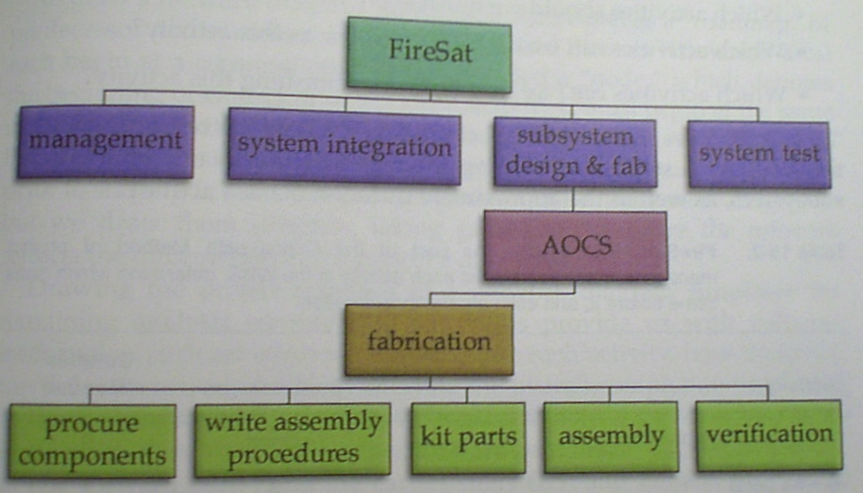 FireSat
management
system integration
subsystem
design & fab
system test
AOCS
fabrication
procure
components
write assembly
procedures
kit parts
assembly
verification